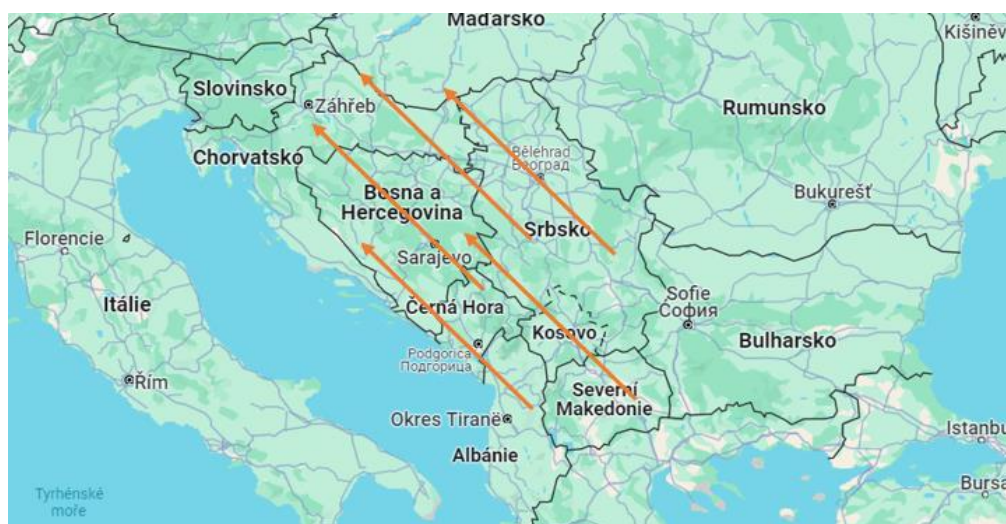 Maďarsko
Kišiněv
Slovinsko
Záhřeb
Rumunsko
Chorvatsko
Bělehrad
Београд
Bosna a
Hercegovina
Bukurešť
Florencie
Srbsko
Sarajevo
Itálie
Černá Hora
Sofie
София
Kosovo
Bulharsko
Podgorica
Подгорица
Řím
Severní
Makedonie
Okres Tiraně
Istanbu
Albánie
Bursa
Tyrhénské
moře